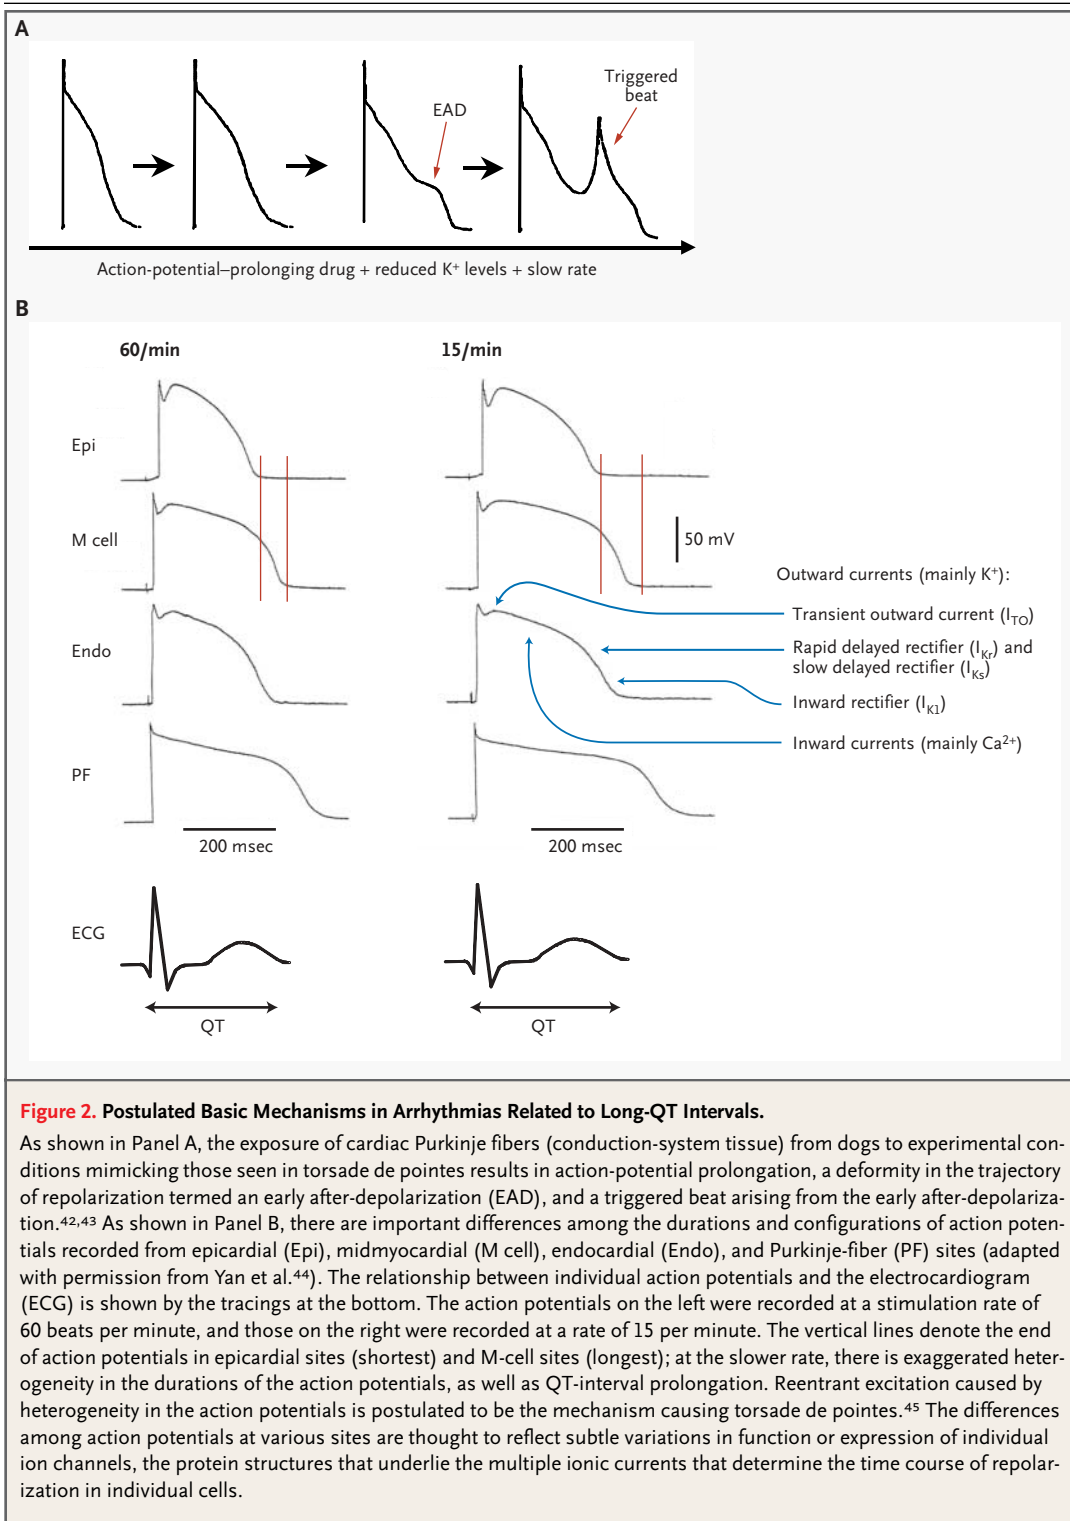 A
EAD
Triggered
beat
Action-potential–prolonging drug + reduced K⁺ levels + slow rate
B
60/min
15/min
Epi
M cell
50 mV
Outward currents (mainly K⁺):
Transient outward current (I_TO)
Endo
Rapid delayed rectifier (I_Kr) and
slow delayed rectifier (I_Ks)
Inward rectifier (I_K1)
Inward currents (mainly Ca²⁺)
PF
200 msec
200 msec
ECG
QT
QT
Figure 2. Postulated Basic Mechanisms in Arrhythmias Related to Long-QT Intervals.
As shown in Panel A, the exposure of cardiac Purkinje fibers (conduction-system tissue) from dogs to experimental con-
ditions mimicking those seen in torsade de pointes results in action-potential prolongation, a deformity in the trajectory
of repolarization termed an early after-depolarization (EAD), and a triggered beat arising from the early after-depolariza-
tion.⁴²,⁴³ As shown in Panel B, there are important differences among the durations and configurations of action poten-
tials recorded from epicardial (Epi), midmyocardial (M cell), endocardial (Endo), and Purkinje-fiber (PF) sites (adapted
with permission from Yan et al.⁴⁴). The relationship between individual action potentials and the electrocardiogram
(ECG) is shown by the tracings at the bottom. The action potentials on the left were recorded at a stimulation rate of
60 beats per minute, and those on the right were recorded at a rate of 15 per minute. The vertical lines denote the end
of action potentials in epicardial sites (shortest) and M-cell sites (longest); at the slower rate, there is exaggerated heter-
ogeneity in the durations of the action potentials, as well as QT-interval prolongation. Reentrant excitation caused by
heterogeneity in the action potentials is postulated to be the mechanism causing torsade de pointes.⁴⁵ The differences
among action potentials at various sites are thought to reflect subtle variations in function or expression of individual
ion channels, the protein structures that underlie the multiple ionic currents that determine the time course of repolar-
ization in individual cells.